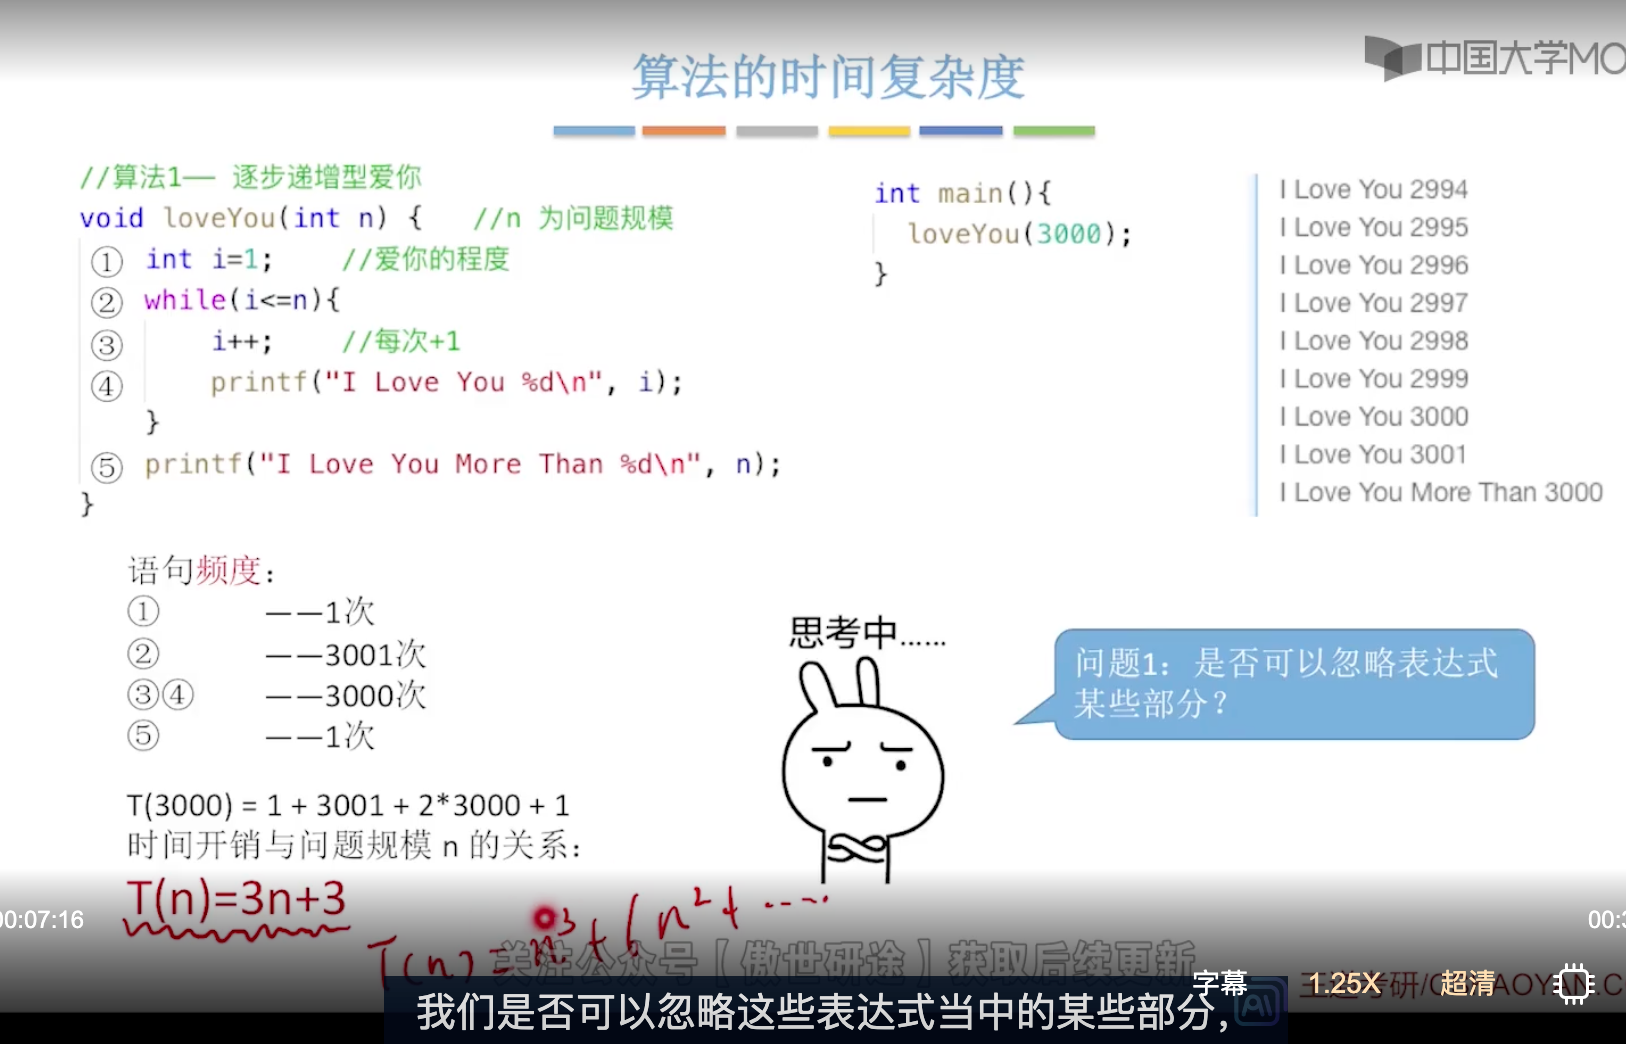 算法的时间复杂度
中国大学MO
//算法1—— 逐步递增型爱你
void loveYou(int n) {   //n 为问题规模
① int i=1;    //爱你的程度
② while(i<=n){
③ i++;    //每次+1
④ printf("I Love You %d\n", i);
}
⑤ printf("I Love You More Than %d\n", n);
}
int main(){
loveYou(3000);
}
I Love You 2994
I Love You 2995
I Love You 2996
I Love You 2997
I Love You 2998
I Love You 2999
I Love You 3000
I Love You 3001
I Love You More Than 3000
语句频度：
① ——1次
② ——3001次
③④ ——3000次
⑤ ——1次
T(3000) = 1 + 3001 + 2*3000 + 1
时间开销与问题规模 n 的关系：
T(n)=3n+3
思考中……
问题1：是否可以忽略表达式
某些部分？
00:07:16
T(n) = n³+ n²+ ....
关注公众号【傲世研途】获取后续更新
字幕
1.25X
超清
我们是否可以忽略这些表达式当中的某些部分,
AI